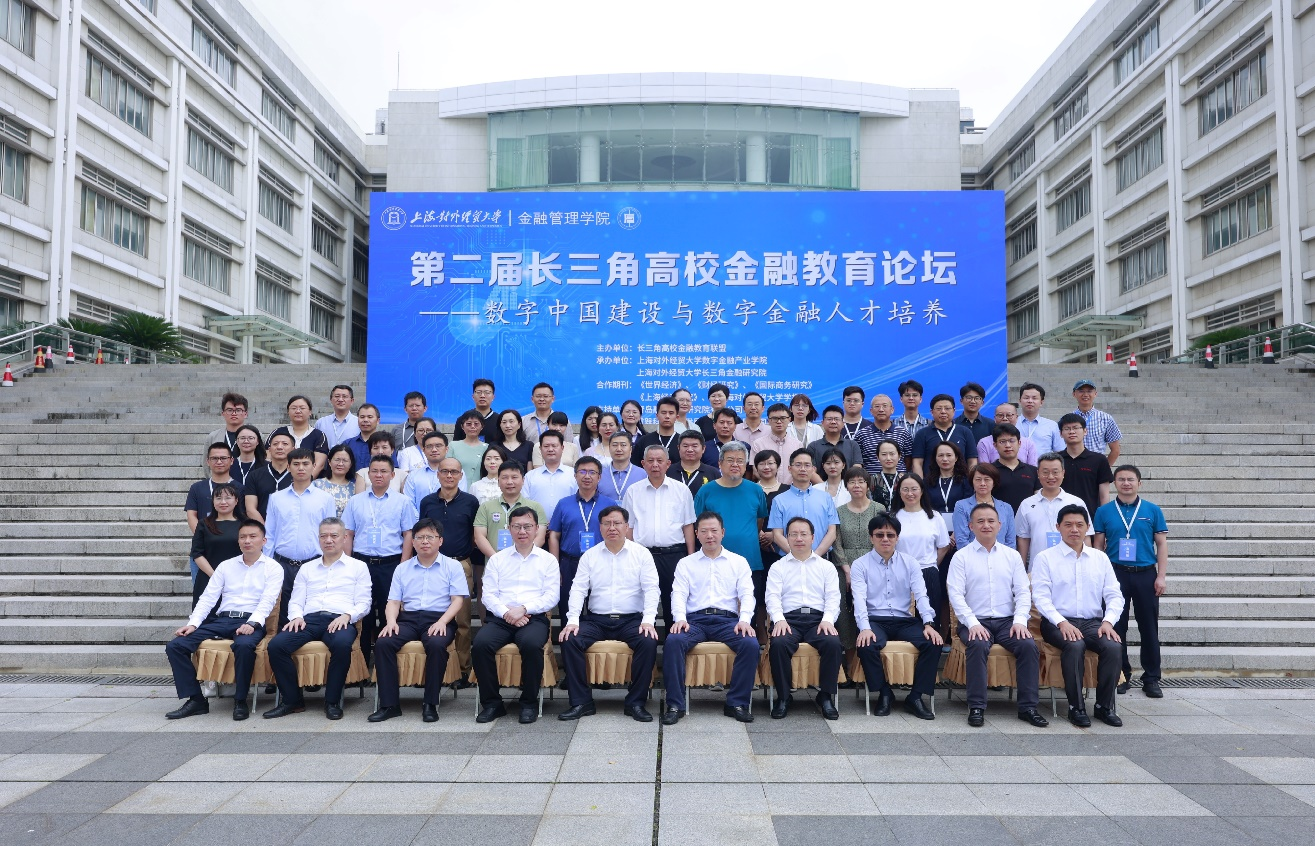 上海对外经贸大学 | 金融管理学院
第二届长三角高校金融教育论坛
——数字中国建设与数字金融人才培养
主办单位：长三角高校金融教育联盟
承办单位：上海对外经贸大学数字金融产业学院
上海对外经贸大学长三角金融研究院
合作期刊：《世界经济》、《财经研究》、《国际商务研究》
《上海经